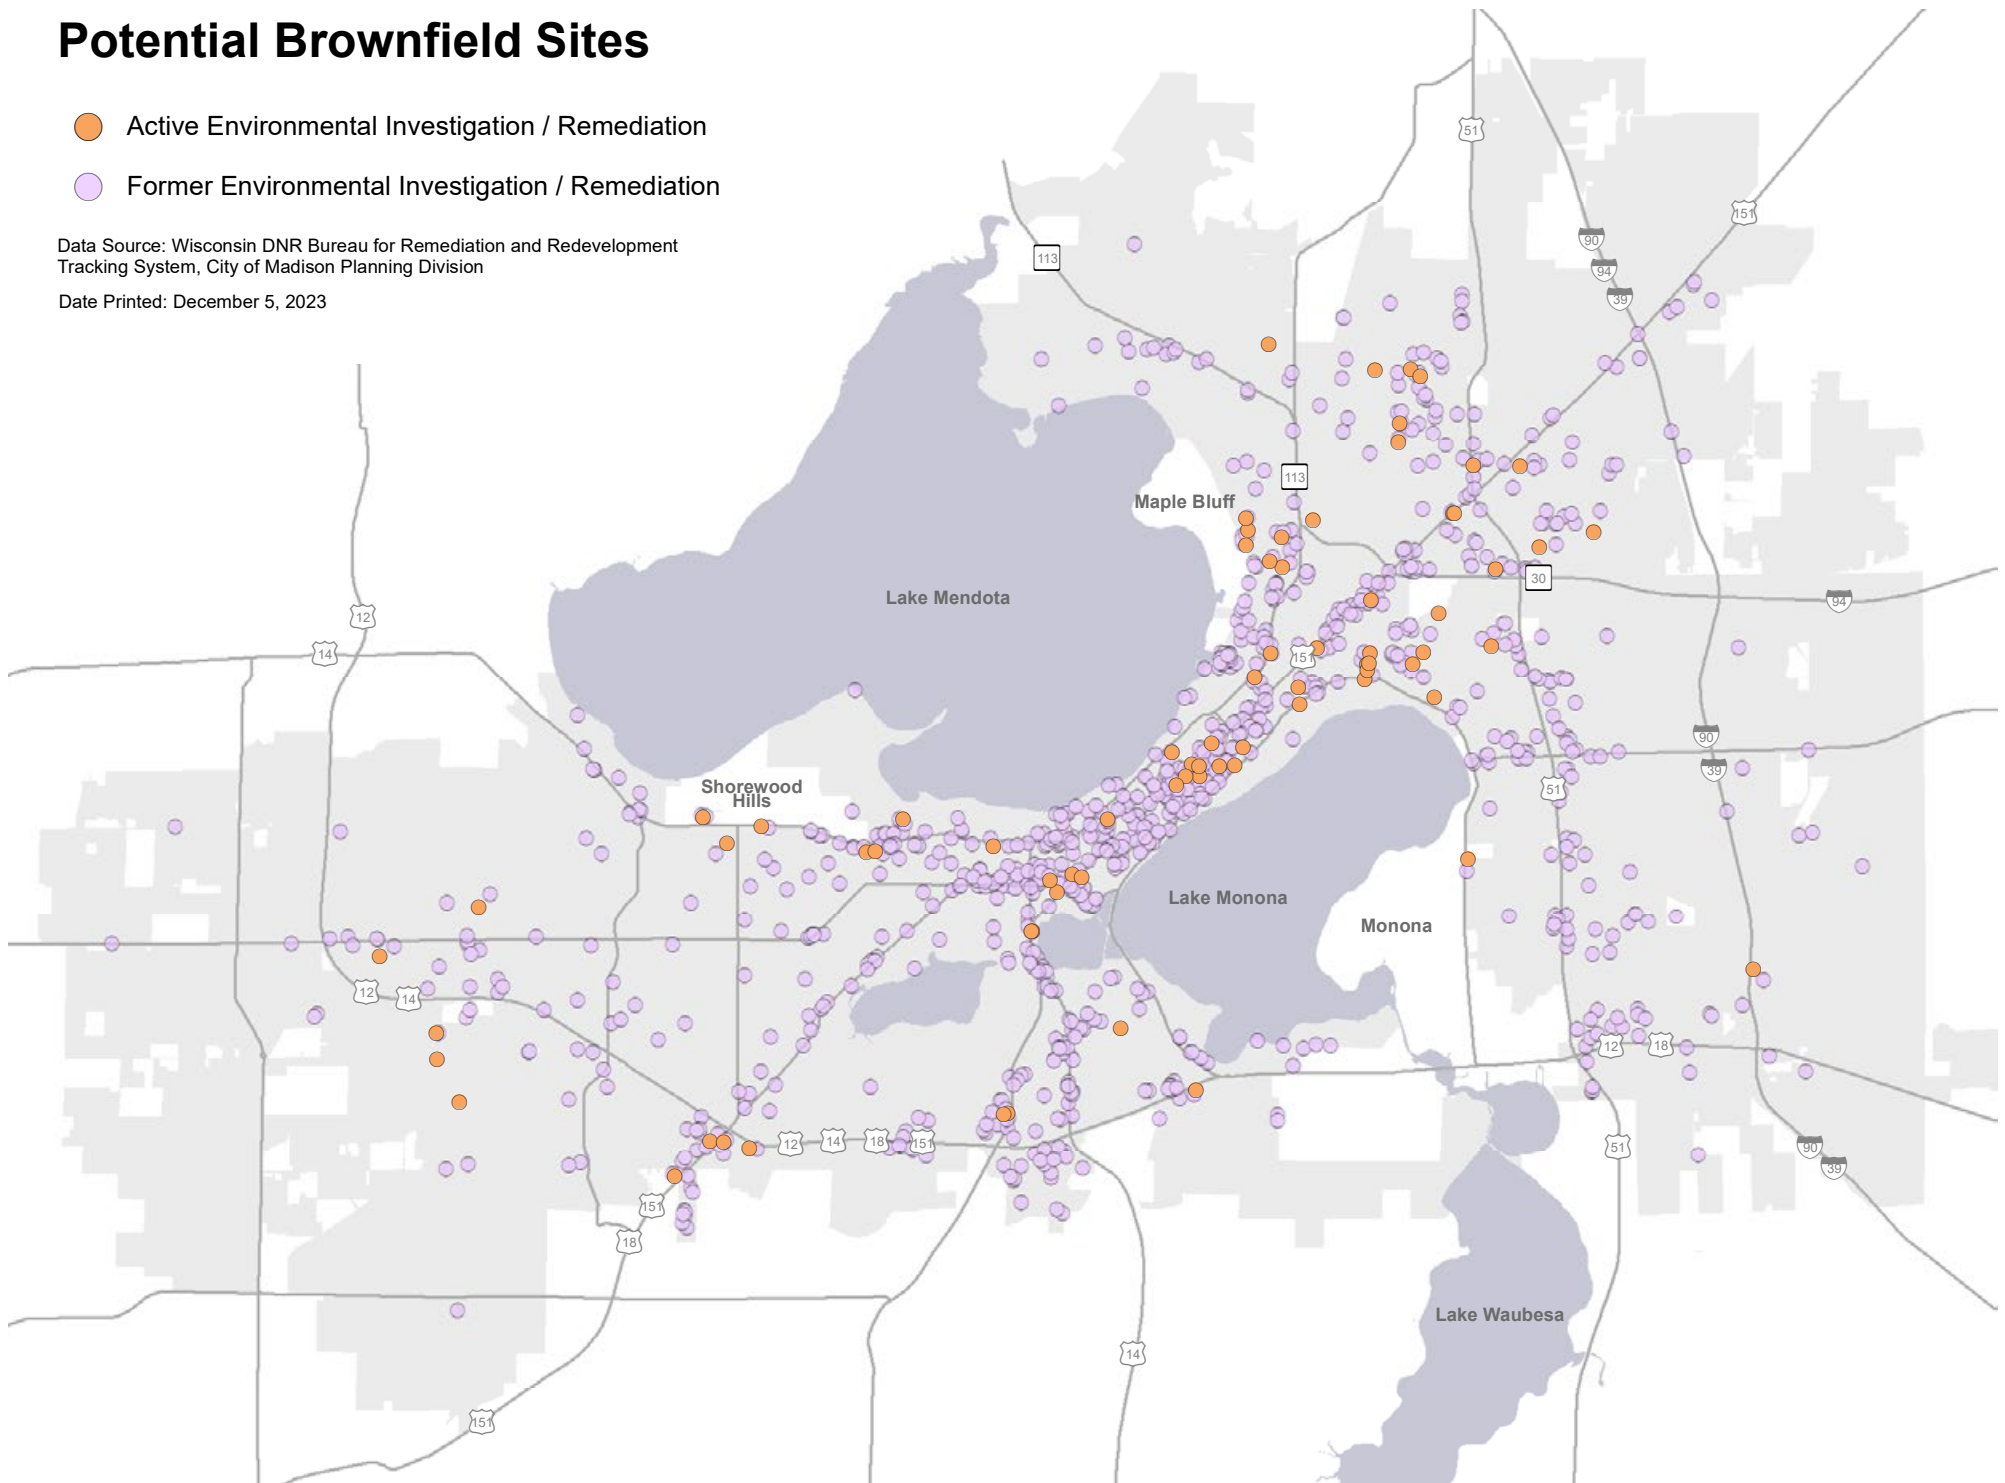 Potential Brownfield Sites
Active Environmental Investigation / Remediation
Former Environmental Investigation / Remediation
Data Source: Wisconsin DNR Bureau for Remediation and Redevelopment
Tracking System, City of Madison Planning Division
Date Printed: December 5, 2023
51
151
90
94
39
113
113
Maple Bluff
30
94
Lake Mendota
12
14
151
90
39
51
Shorewood
Hills
Lake Monona
Monona
12
14
12
18
12
14
18
151
51
90
39
151
18
Lake Waubesa
14
151